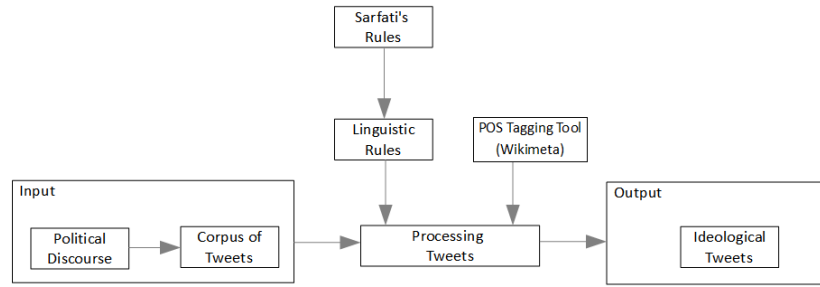 Sarfati's
Rules
Linguistic
Rules
POS Tagging Tool
(Wikimeta)
Input
Political
Discourse
Corpus of
Tweets
Processing
Tweets
Output
Ideological
Tweets